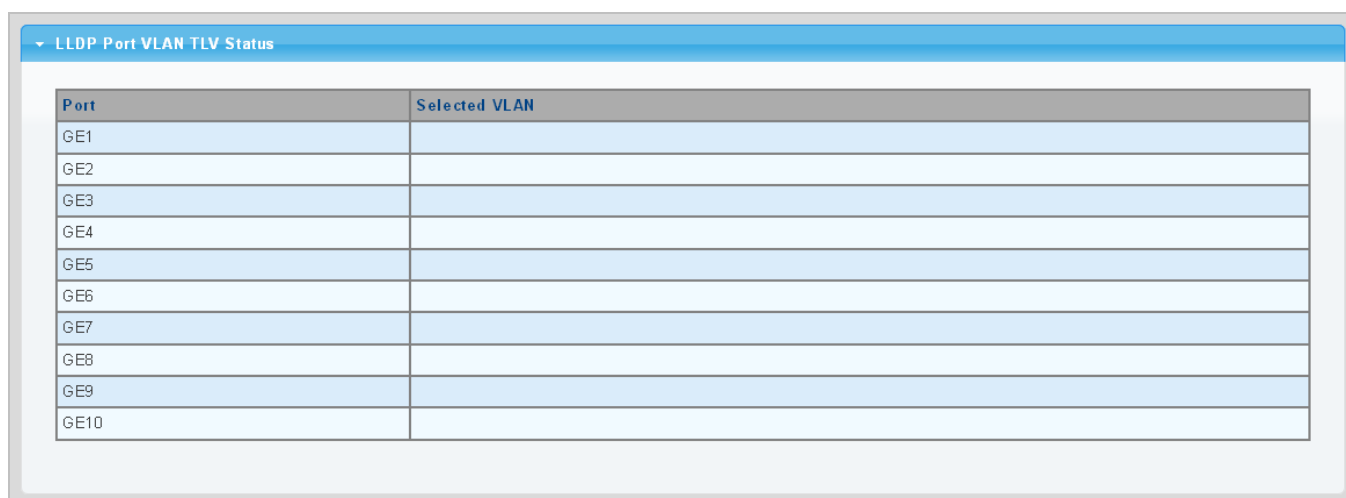 LLDP Port VLAN TLV Status
Port Selected VLAN
GE1
GE2
GE3
GE4
GE5
GE6
GE7
GE8
GE9
GE10